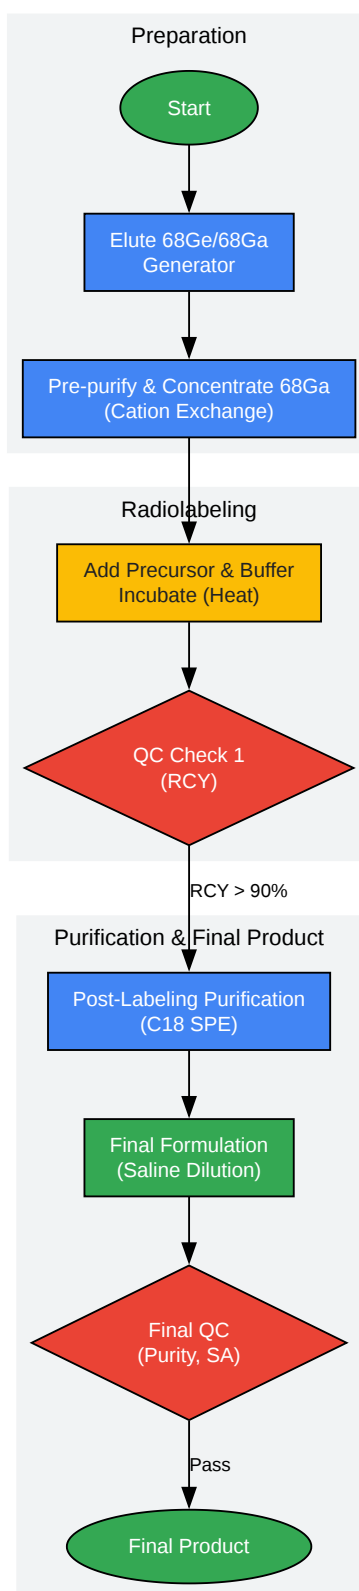 Preparation
Start
Elute 68Ge/68Ga
Generator
Pre-purify & Concentrate 68Ga
(Cation Exchange)
Radiolabeling
Add Precursor & Buffer
Incubate (Heat)
QC Check 1
(RCY)
RCY > 90%
Purification & Final Product
Post-Labeling Purification
(C18 SPE)
Final Formulation
(Saline Dilution)
Final QC
(Purity, SA)
Pass
Final Product